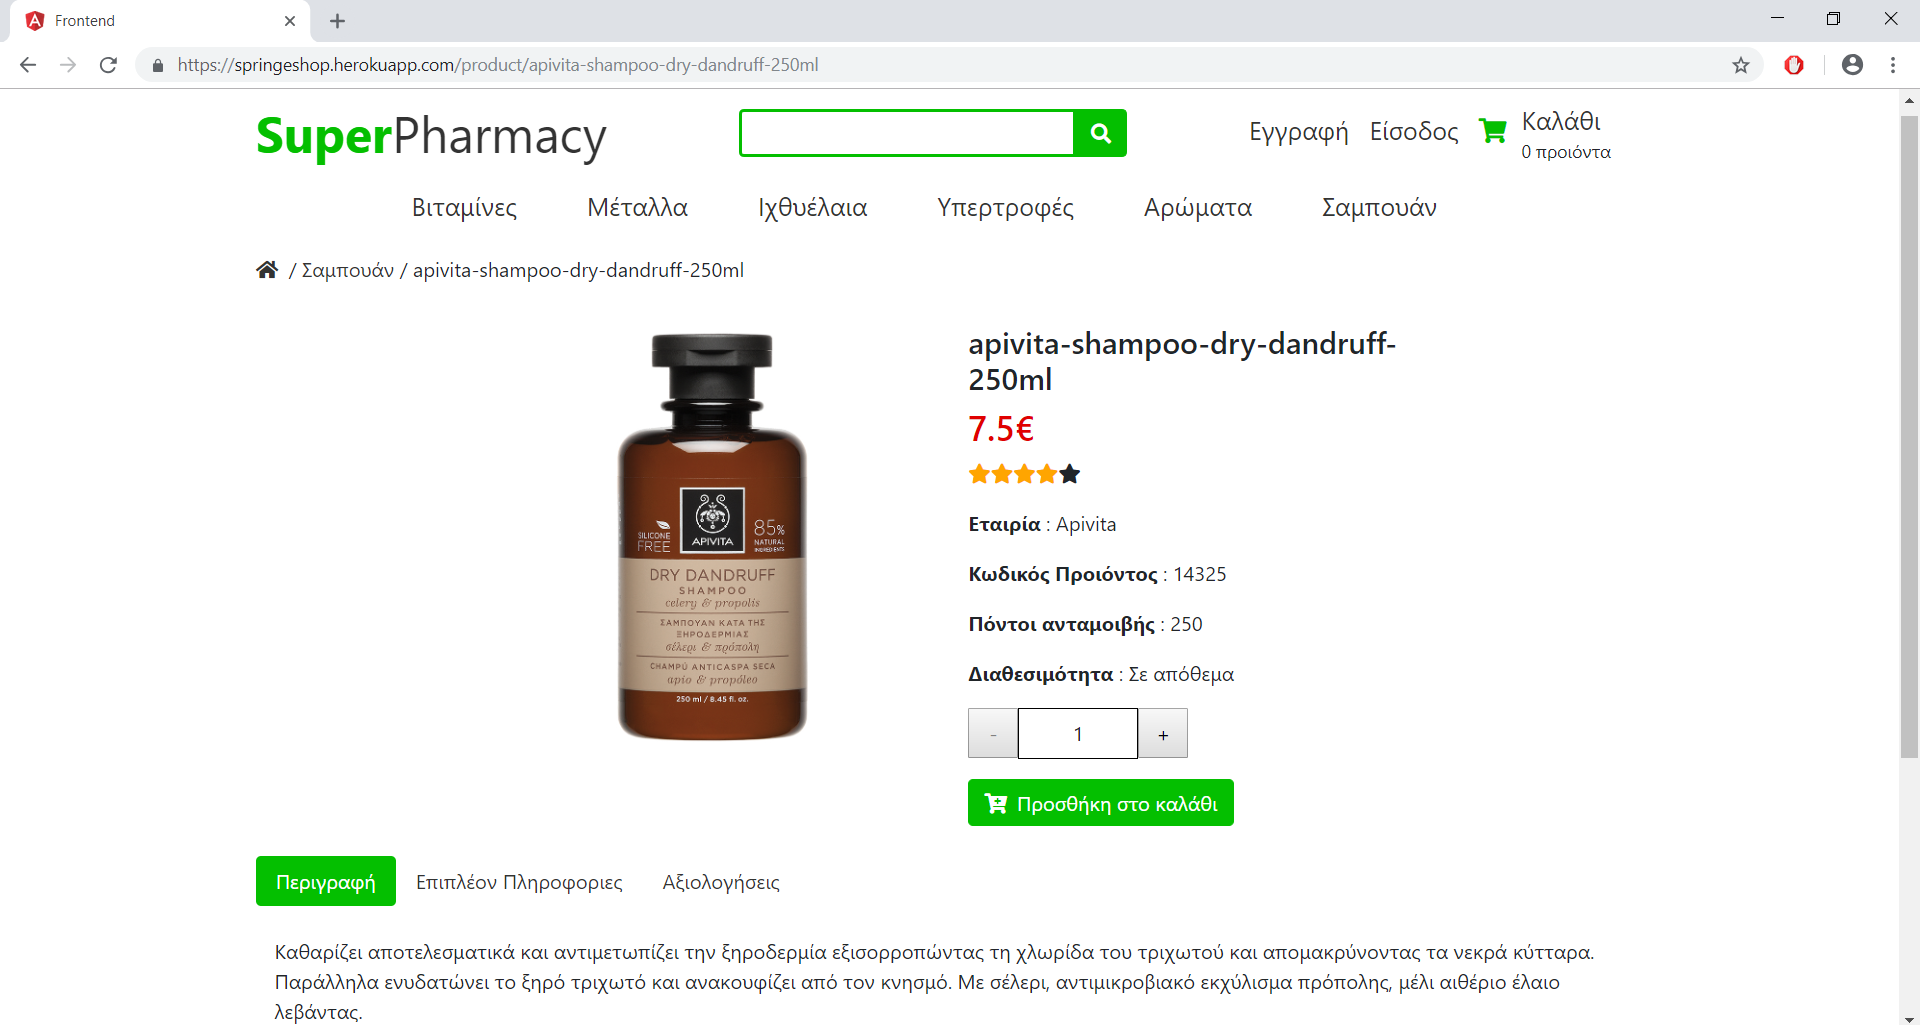 Frontend
https://springeshop.herokuapp.com/product/apivita-shampoo-dry-dandruff-250ml
SuperPharmacy
Εγγραφή Είσοδος Καλάθι
0 προιόντα
Βιταμίνες Μέταλλα Ιχθυέλαια Υπερτροφές Αρώματα Σαμπουάν
/ Σαμπουάν / apivita-shampoo-dry-dandruff-250ml
SILICONE
FREE
APIVITA
85%
NATURAL
INGREDIENTS
DRY DANDRUFF
SHAMPOO
celery & propolis
ΣΑΜΠΟΥΑΝ ΚΑΤΑ ΤΗΣ
ΞΗΡΟΔΕΡΜΙΑΣ
σέλερι & πρόπολη
CHAMPÚ ANTICASPA SECA
apio & propóleo
250 ml / 8.45 fl. oz.
apivita-shampoo-dry-dandruff-
250ml
7.5€
Εταιρία : Apivita
Κωδικός Προιόντος : 14325
Πόντοι ανταμοιβής : 250
Διαθεσιμότητα : Σε απόθεμα
- 1 +
Προσθήκη στο καλάθι
Περιγραφή Επιπλέον Πληροφοριες Αξιολογήσεις
Καθαρίζει αποτελεσματικά και αντιμετωπίζει την ξηροδερμία εξισορροπώντας τη χλωρίδα του τριχωτού και απομακρύνοντας τα νεκρά κύτταρα.
Παράλληλα ενυδατώνει το ξηρό τριχωτό και ανακουφίζει από τον κνησμό. Με σέλερι, αντιμικροβιακό εκχύλισμα πρόπολης, μέλι αιθέριο έλαιο
λεβάντας.